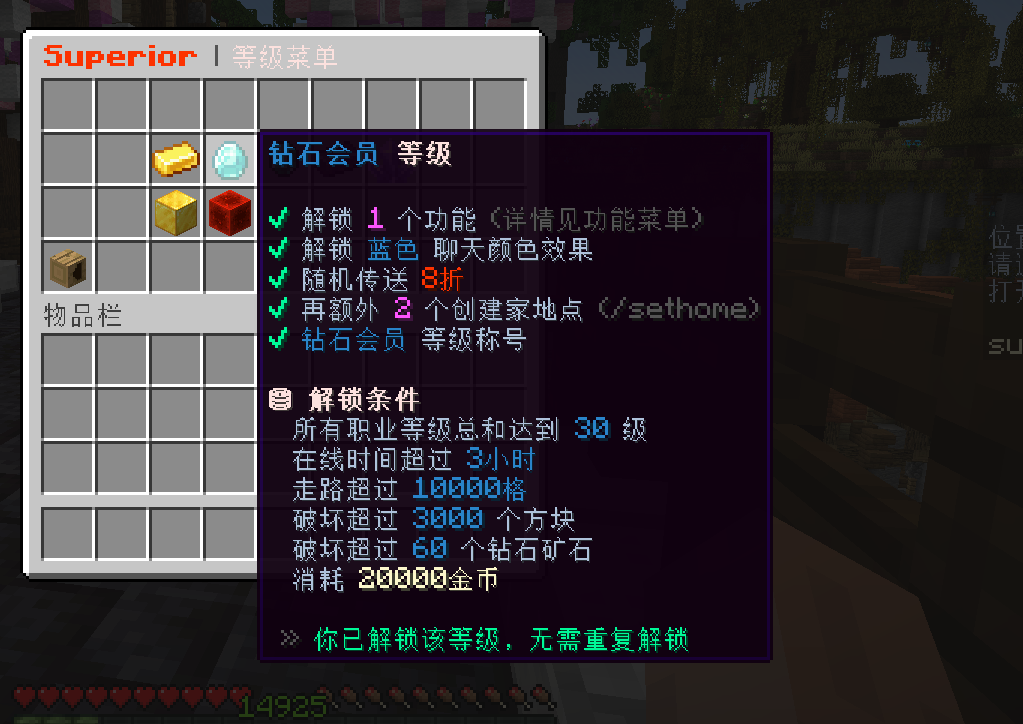 Superior | 等级菜单
钻石会员 等级
✓ 解锁 1 个功能 (详情见功能菜单)
✓ 解锁 蓝色 聊天颜色效果
✓ 随机传送 8折
✓ 再额外 2 个创建家地点 (/sethome)
✓ 钻石会员 等级称号
物品栏
解锁条件
所有职业等级总和达到 30 级
在线时间超过 3小时
走路超过 10000格
破坏超过 3000 个方块
破坏超过 60 个钻石矿石
消耗 20000金币
» 你已解锁该等级, 无需重复解锁
位置
请
打开
su
14925